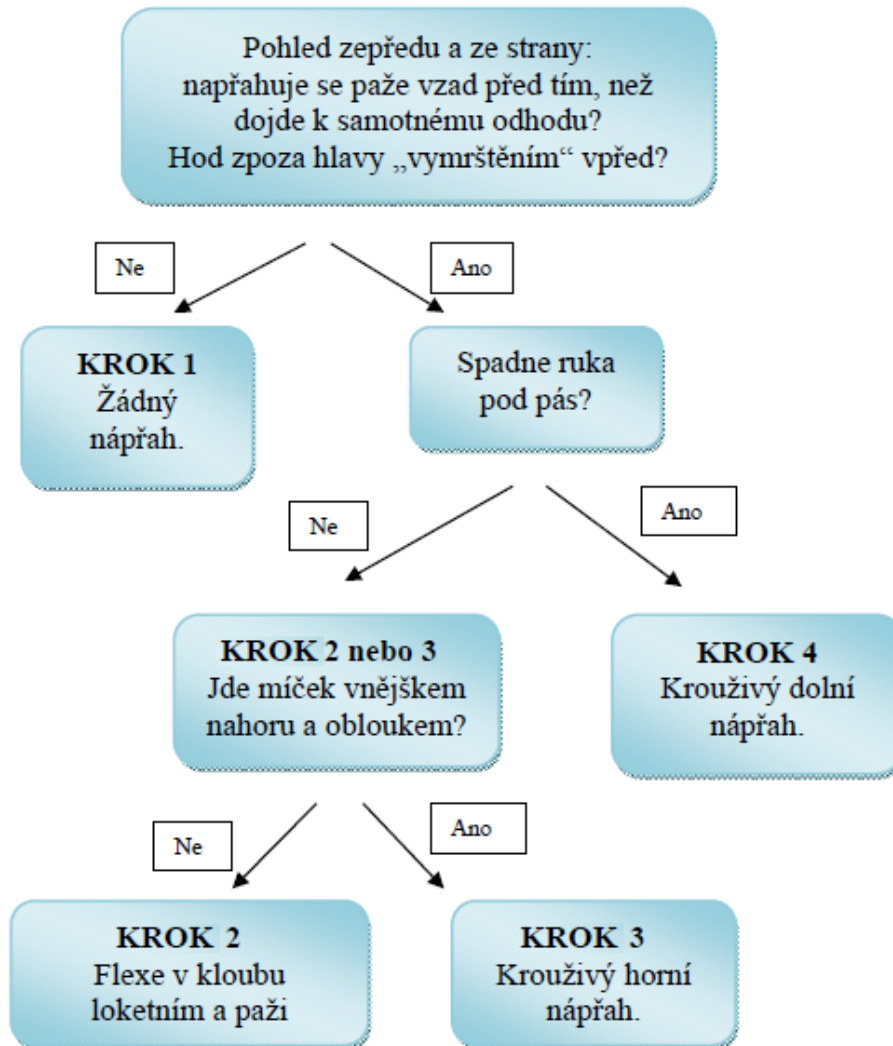 Pohled zepředu a ze strany:
napřahuje se paže vzad před tím, než
dojde k samotnému odhodu?
Hod zpoza hlavy „vymrštěním“ vpřed?
Ne
Ano
KROK 1
Žádný
nápřah.
Spadne ruka
pod pás?
Ne
Ano
KROK 2 nebo 3
Jde míček vnějškem
nahoru a obloukem?
KROK 4
Krouživý dolní
nápřah.
Ne
Ano
KROK 2
Flexe v kloubu
loketním a paži
KROK 3
Krouživý horní
nápřah.